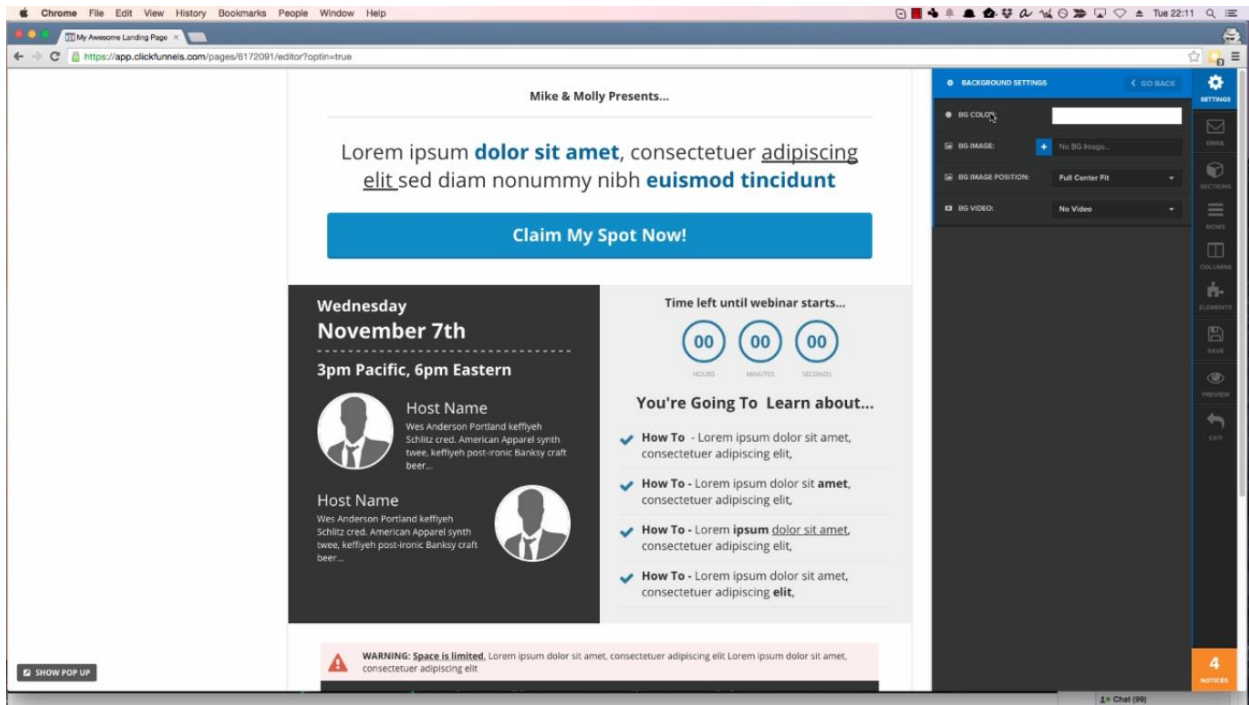 Chrome File Edit View History Bookmarks People Window Help
Tue 22:11
My Awesome Landing Page
https://app.clickfunnels.com/pages/6172091/editor?optin=true
Mike & Molly Presents...
Lorem ipsum dolor sit amet, consectetuer adipiscing
elit sed diam nonummy nibh euismod tincidunt
Claim My Spot Now!
Wednesday
November 7th
3pm Pacific, 6pm Eastern
Host Name
Wes Anderson Portland keffiyeh
Schlitz cred. American Apparel synth
twee, keffiyeh post-ironic Banksy craft
beer...
Host Name
Wes Anderson Portland keffiyeh
Schlitz cred. American Apparel synth
twee, keffiyeh post-ironic Banksy craft
beer...
Time left until webinar starts...
00 00 00
HOURS MINUTES SECONDS
You're Going To Learn about...
How To - Lorem ipsum dolor sit amet,
consectetuer adipiscing elit,
How To - Lorem ipsum dolor sit amet,
consectetuer adipiscing elit,
How To - Lorem ipsum dolor sit amet,
consectetuer adipiscing elit,
How To - Lorem ipsum dolor sit amet,
consectetuer adipiscing elit,
WARNING: Space is limited, Lorem ipsum dolor sit amet, consectetuer adipiscing elit Lorem ipsum dolor sit amet,
consectetuer adipiscing elit
SHOW POP UP
BACKGROUND SETTINGS
GO BACK
BG COLOR:
BG IMAGE: No BG Image...
BG IMAGE POSITION: Full Center Fit
BG VIDEO: No Video
SETTINGS
EMAIL
SECTIONS
ROWS
COLUMNS
ELEMENTS
SAVE
PREVIEW
EXIT
4
NOTICES
Chat (99)